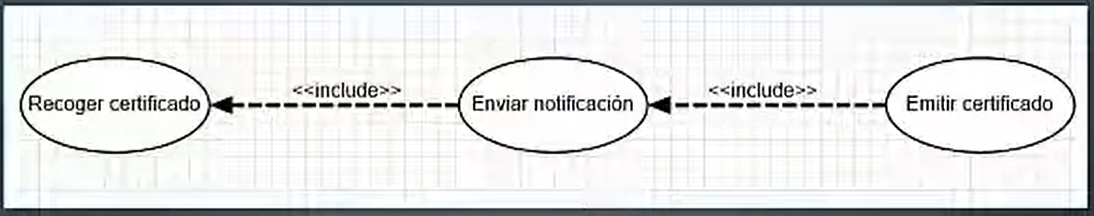 Recoger certificado
<<include>>
Enviar notificación
<<include>>
Emitir certificado